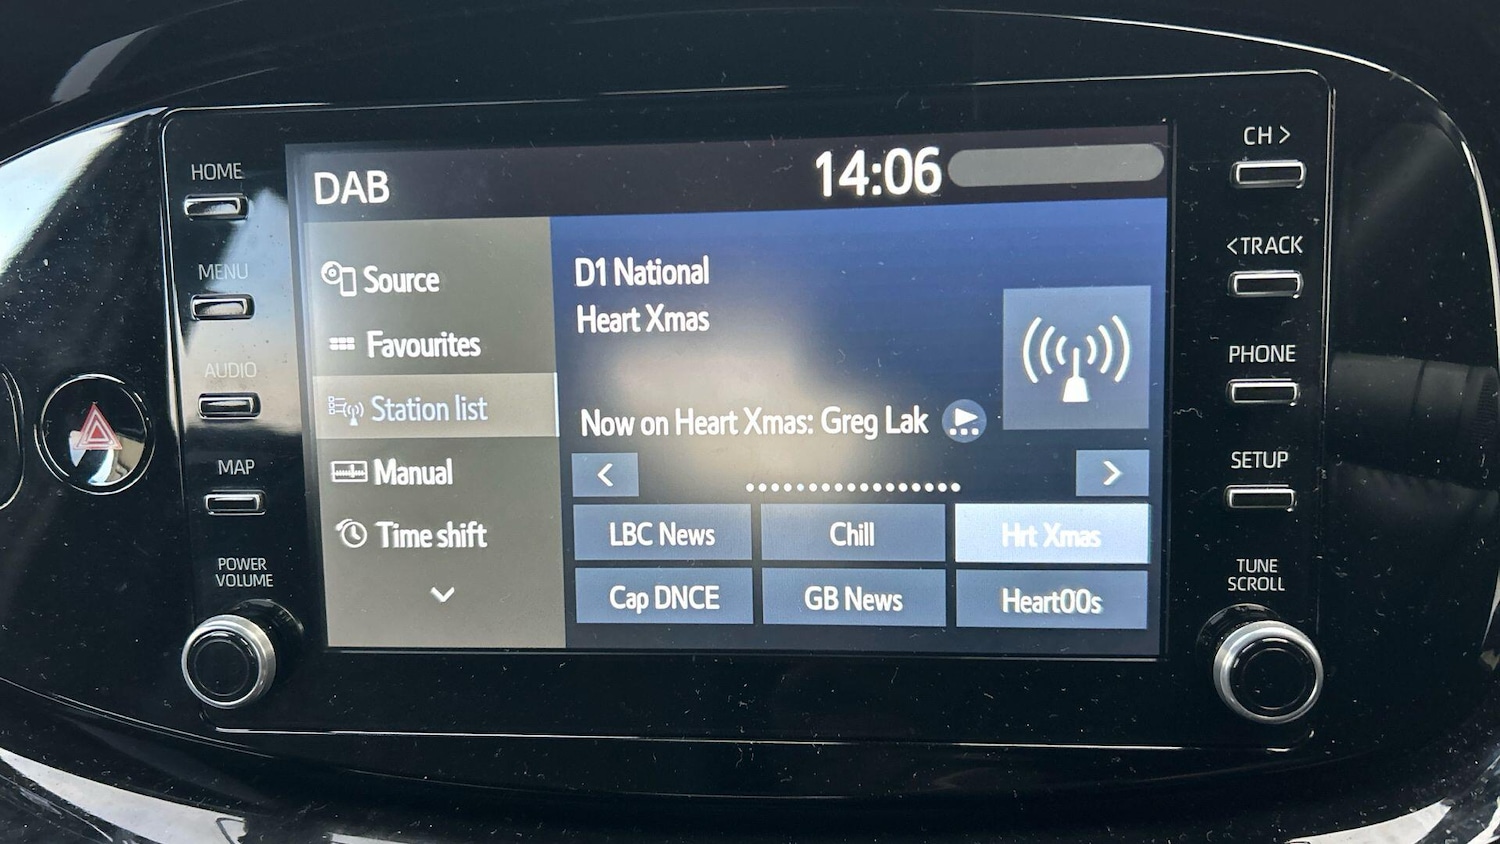 HOME
MENU
AUDIO
MAP
POWER
VOLUME
DAB
14:06
Source
Favourites
Station list
Manual
Time shift
D1 National
Heart Xmas
Now on Heart Xmas: Greg Lak
<
>
LBC News
Chill
Hrt Xmas
Cap DNCE
GB News
Heart00s
CH >
<TRACK
PHONE
SETUP
TUNE
SCROLL